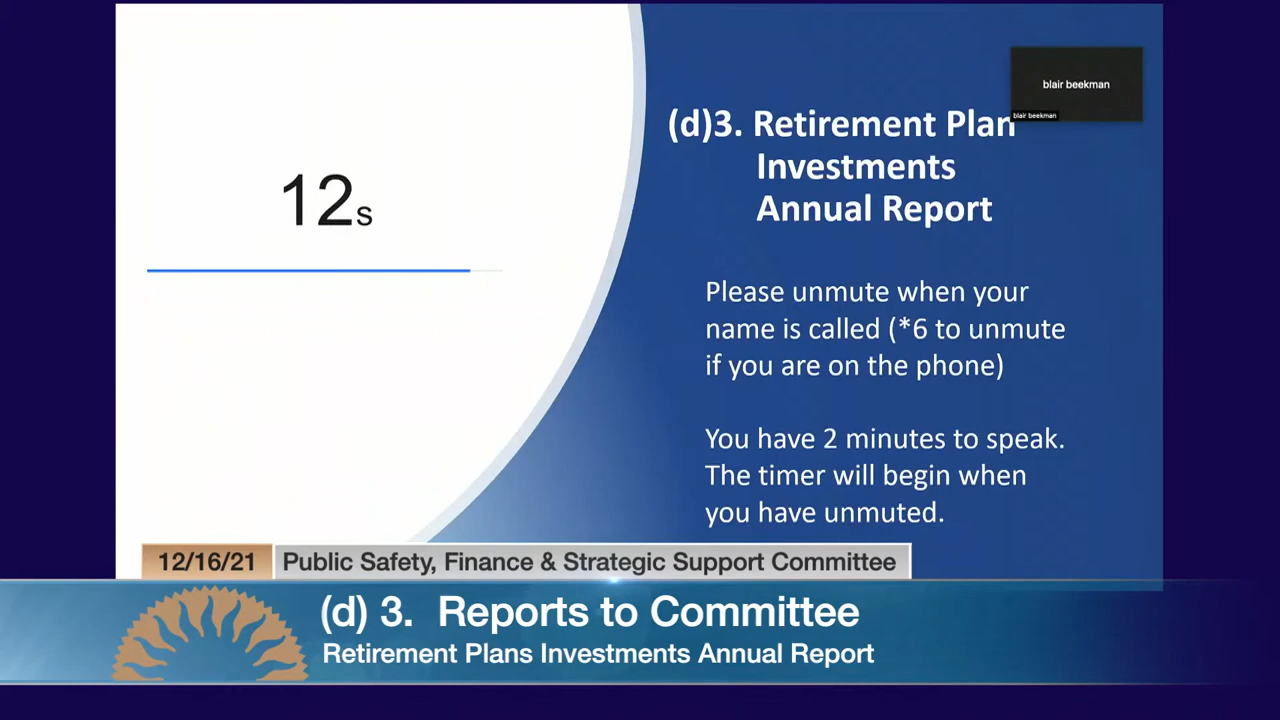 blair beekman
blair beekman
(d)3. Retirement Plan
Investments
Annual Report
12s
Please unmute when your
name is called (*6 to unmute
if you are on the phone)
You have 2 minutes to speak.
The timer will begin when
you have unmuted.
12/16/21 Public Safety, Finance & Strategic Support Committee
(d) 3. Reports to Committee
Retirement Plans Investments Annual Report